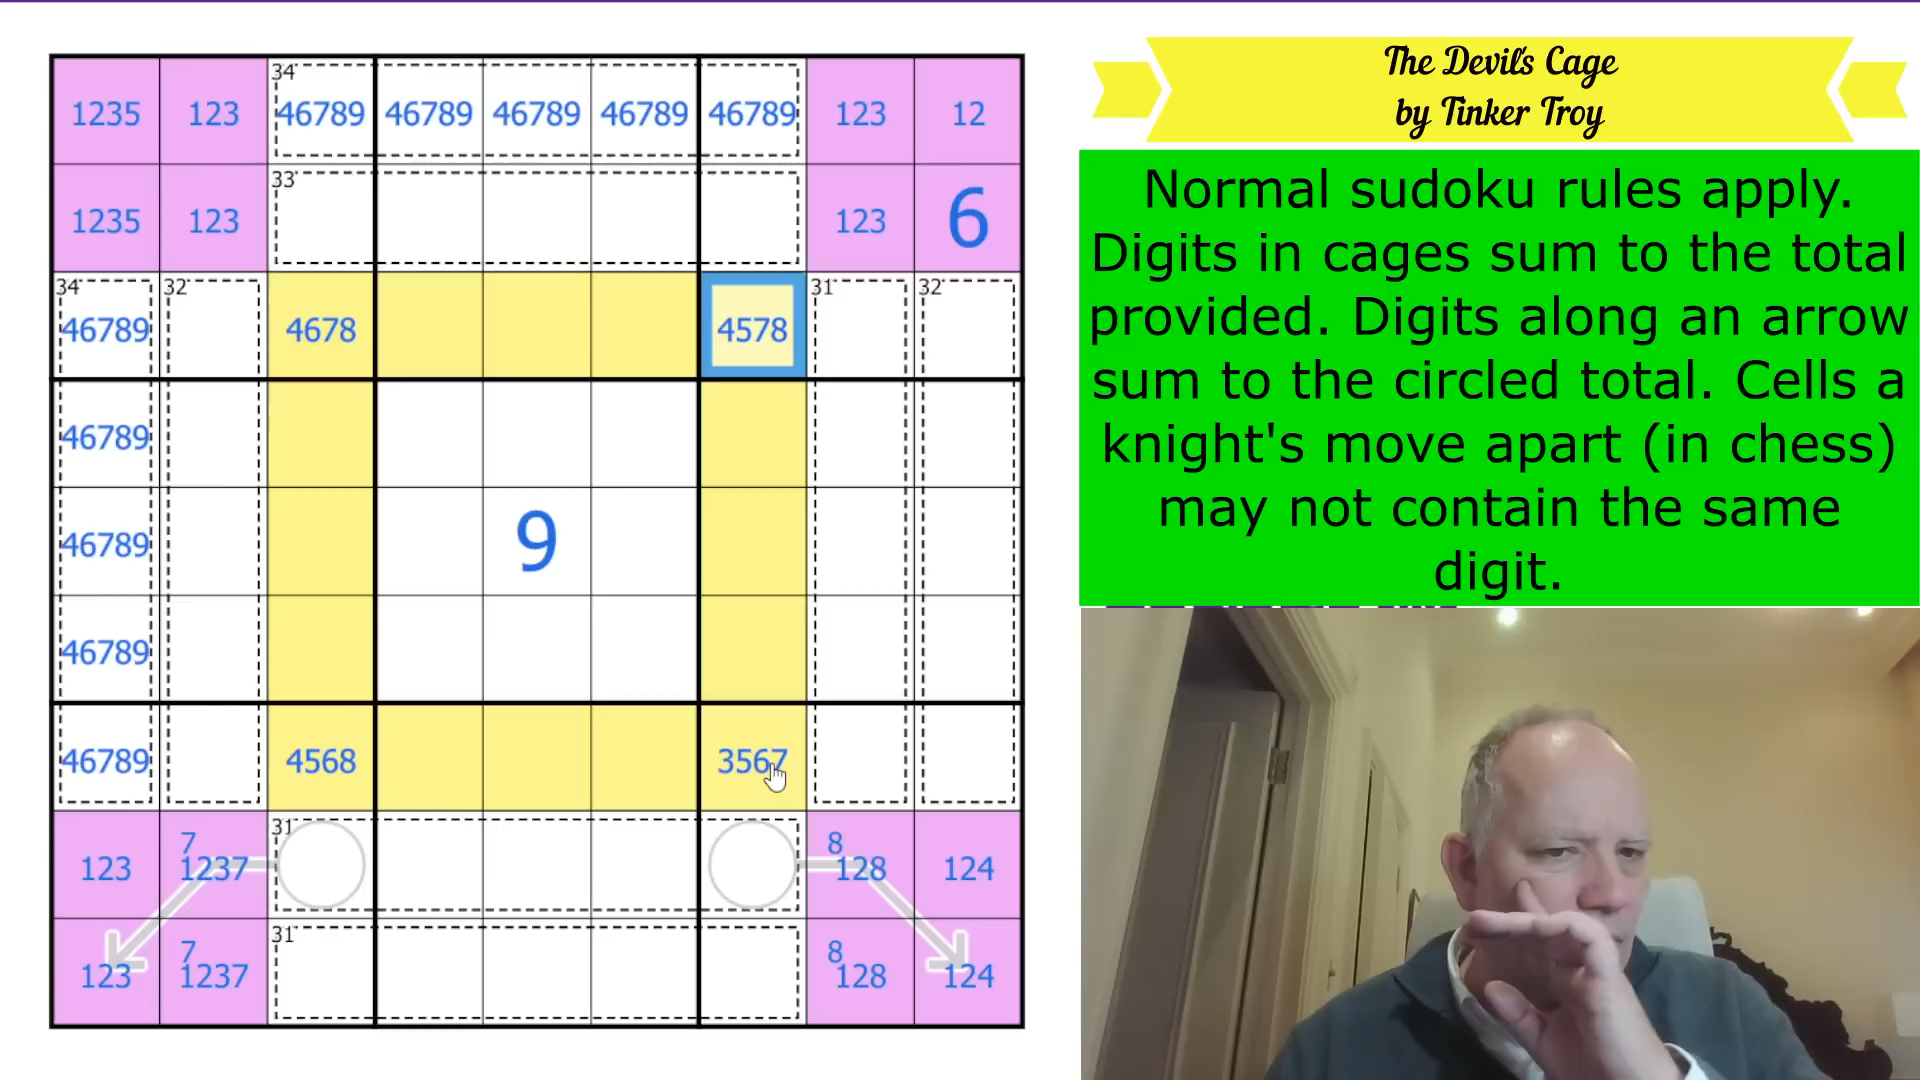 The Devil's Cage
by Tinker Troy
Normal sudoku rules apply.
Digits in cages sum to the total
provided. Digits along an arrow
sum to the circled total. Cells a
knight's move apart (in chess)
may not contain the same
digit.
34
1235 123 46789 46789 46789 46789 46789 123 12
33
1235 123 123 6
34 32 31 32
46789 4678 4578
46789
46789 9
46789
46789 4568 3567
7 31 8
123 1237 128 124
7 31 8
123 1237 128 124